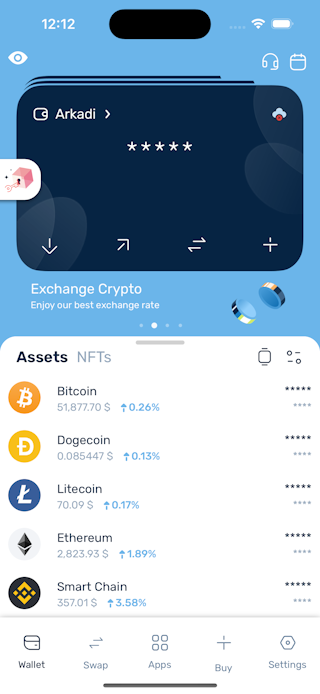 12:12
Arkadi
*****
Exchange Crypto
Enjoy our best exchange rate
Assets NFTs
Bitcoin *****
51,877.70 $ 0.26% ****
Dogecoin *****
0.085447 $ 0.13% ****
Litecoin *****
70.09 $ 0.17% ****
Ethereum *****
2,823.93 $ 1.89% ****
Smart Chain *****
357.01 $ 3.58% ****
Wallet Swap Apps Buy Settings